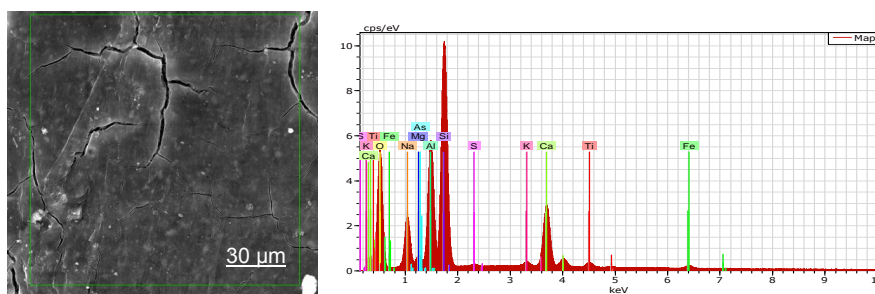 30 µm
cps/eV
Map
10
8
6
4
2
0
As
S Ti Fe Mg Si
K O Na Al S K Ca Ti Fe
Ca
1 2 3 4 5 6 7 8 9 10
keV